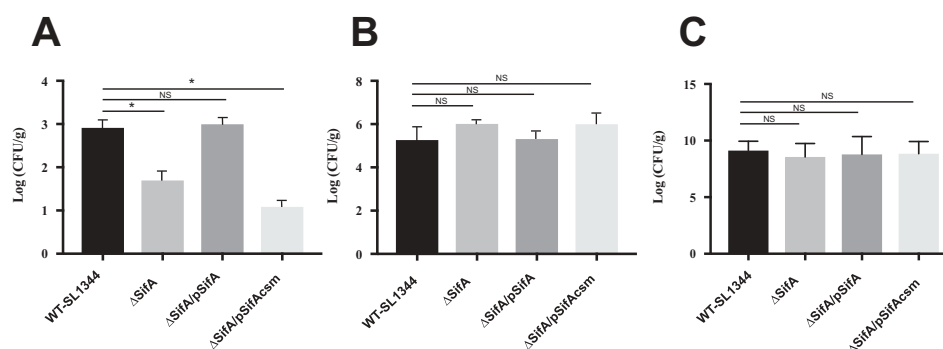 A
B
C
Log (CFU/g)
4
3
2
1
0
*
NS
*
WT-SL1344
ΔSifA
ΔSifA/pSifA
ΔSifA/pSifAcsm
Log (CFU/g)
8
6
4
2
0
NS
NS
NS
WT-SL1344
ΔSifA
ΔSifA/pSifA
ΔSifA/pSifAcsm
Log (CFU/g)
15
10
5
0
NS
NS
NS
WT-SL1344
ΔSifA
ΔSifA/pSifA
ΔSifA/pSifAcsm